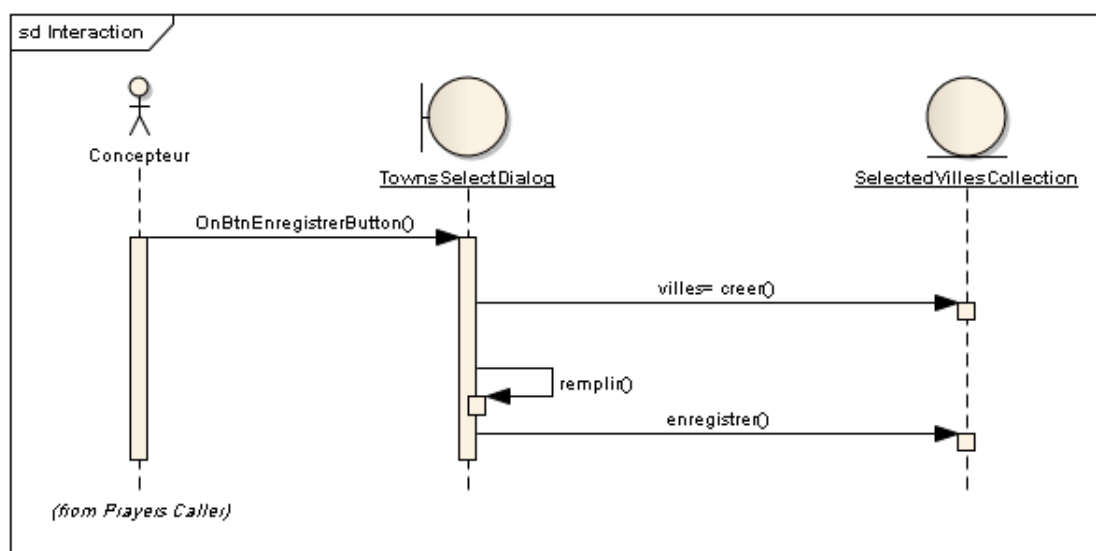 sd Interaction
Concepteur
TownsSelectDialog
SelectedVillesCollection
OnBtnEnregistrerButton()
villes= creer()
remplir()
enregistrer()
(from Prayers Caller)